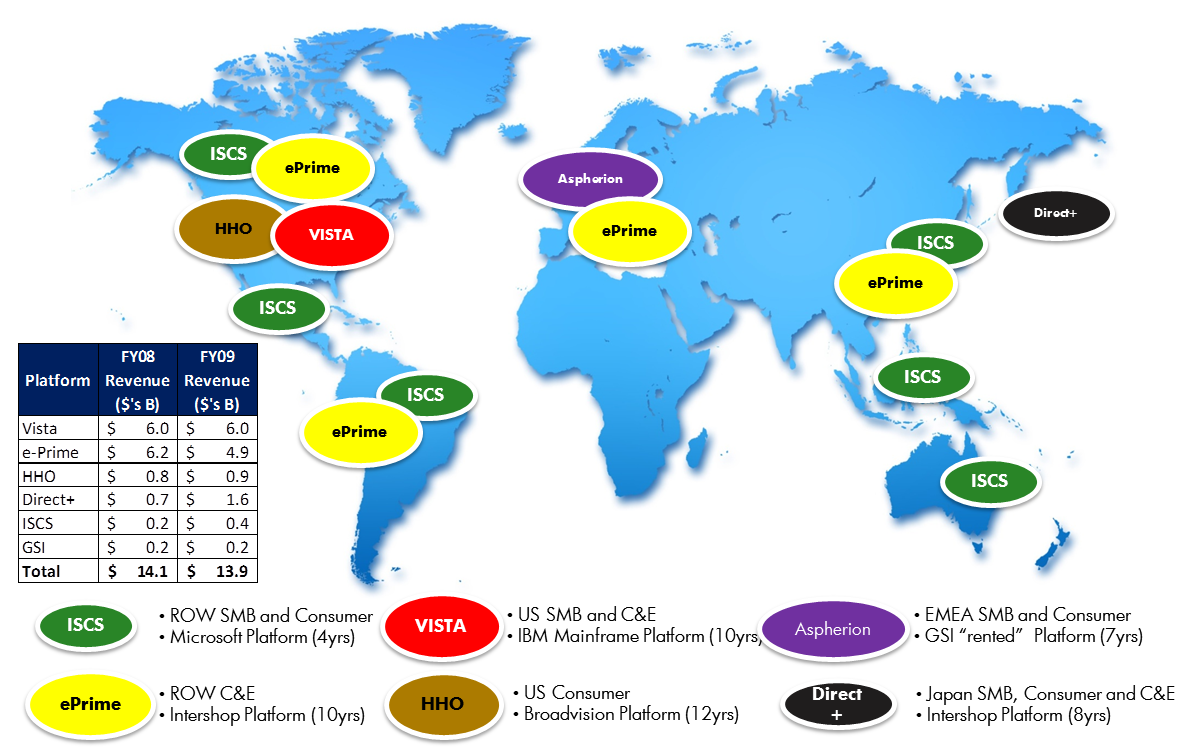 ISCS
ePrime
Aspherion
Direct+
HHO
VISTA
ePrime
ISCS
ePrime
ISCS
ISCS
ISCS
ePrime
ISCS
Platform FY08 Revenue ($'s B) FY09 Revenue ($'s B)
Vista $ 6.0 $ 6.0
e-Prime $ 6.2 $ 4.9
HHO $ 0.8 $ 0.9
Direct+ $ 0.7 $ 1.6
ISCS $ 0.2 $ 0.4
GSI $ 0.2 $ 0.2
Total $ 14.1 $ 13.9
ISCS
• ROW SMB and Consumer
• Microsoft Platform (4yrs)
VISTA
• US SMB and C&E
• IBM Mainframe Platform (10yrs)
Aspherion
• EMEA SMB and Consumer
• GSI “rented” Platform (7yrs)
ePrime
• ROW C&E
• Intershop Platform (10yrs)
HHO
• US Consumer
• Broadvision Platform (12yrs)
Direct
+
• Japan SMB, Consumer and C&E
• Intershop Platform (8yrs)